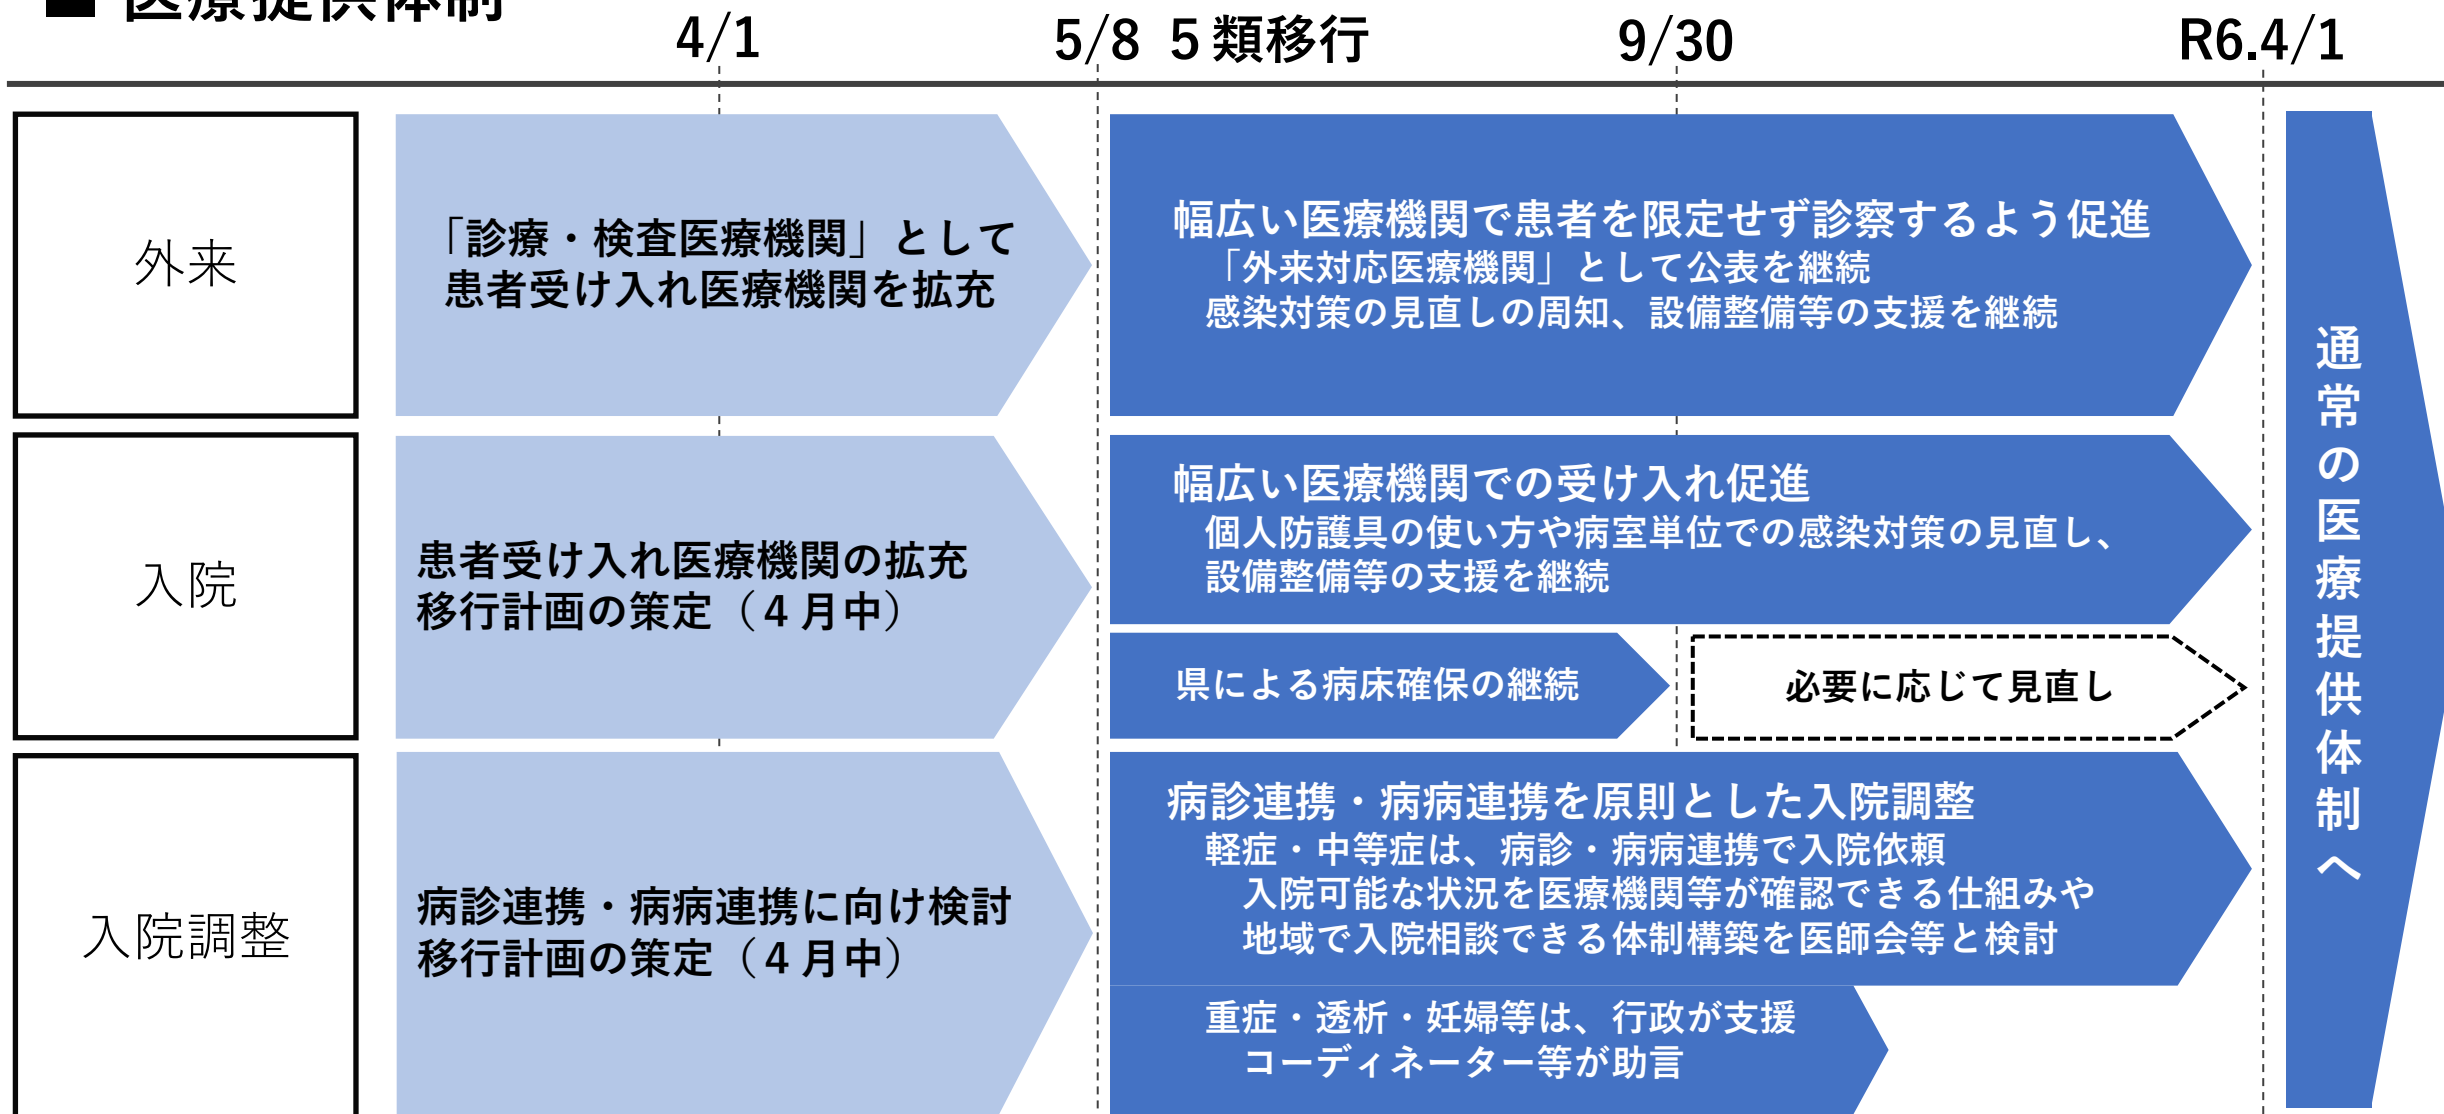 ■ 医療提供体制
4/1
5/8 ５類移行
9/30
R6.4/1
外来
「診療・検査医療機関」として
患者受け入れ医療機関を拡充
幅広い医療機関で患者を限定せず診察するよう促進
「外来対応医療機関」として公表を継続
感染対策の見直しの周知、設備整備等の支援を継続
入院
患者受け入れ医療機関の拡充
移行計画の策定（４月中）
幅広い医療機関での受け入れ促進
個人防護具の使い方や病室単位での感染対策の見直し、
設備整備等の支援を継続
県による病床確保の継続
必要に応じて見直し
入院調整
病診連携・病病連携に向け検討
移行計画の策定（４月中）
病診連携・病病連携を原則とした入院調整
軽症・中等症は、病診・病病連携で入院依頼
入院可能な状況を医療機関等が確認できる仕組みや
地域で入院相談できる体制構築を医師会等と検討
重症・透析・妊婦等は、行政が支援
コーディネーター等が助言
通常の医療提供体制へ